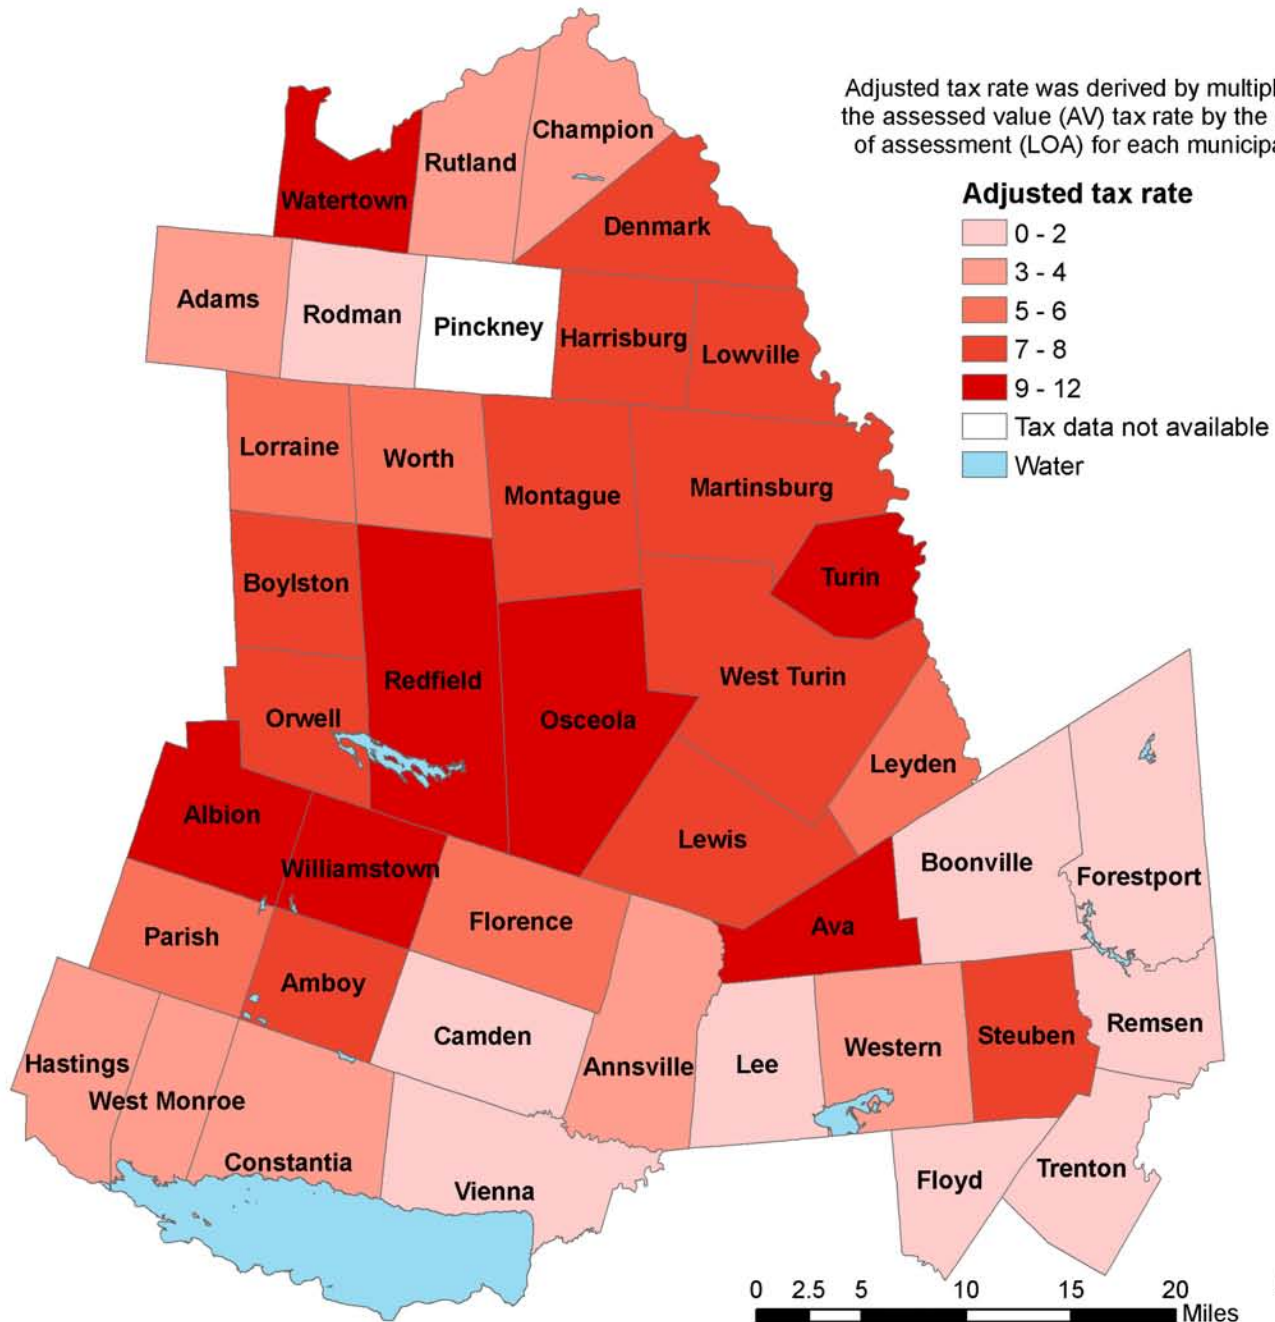 Adjusted tax rate was derived by
the assessed value (AV) tax rate by the
of assessment (LOA) for each
Adjusted tax rate
0 - 2
3 - 4
5 - 6
7 - 8
9 - 12
Tax data not available
Water
Champion
Rutland
Watertown
Denmark
Adams
Rodman
Pinckney
Harrisburg
Lowville
Lorraine
Worth
Montague
Martinsburg
Boylston
Turin
Redfield
West Turin
Orwell
Osceola
Leyden
Albion
Williamstown
Lewis
Boonville
Forestport
Parish
Florence
Ava
Amboy
Camden
Steuben
Remsen
Hastings
Annsville
Lee
Western
West Monroe
Constantia
Vienna
Floyd
Trenton
0 2.5 5 10 15 20
Miles